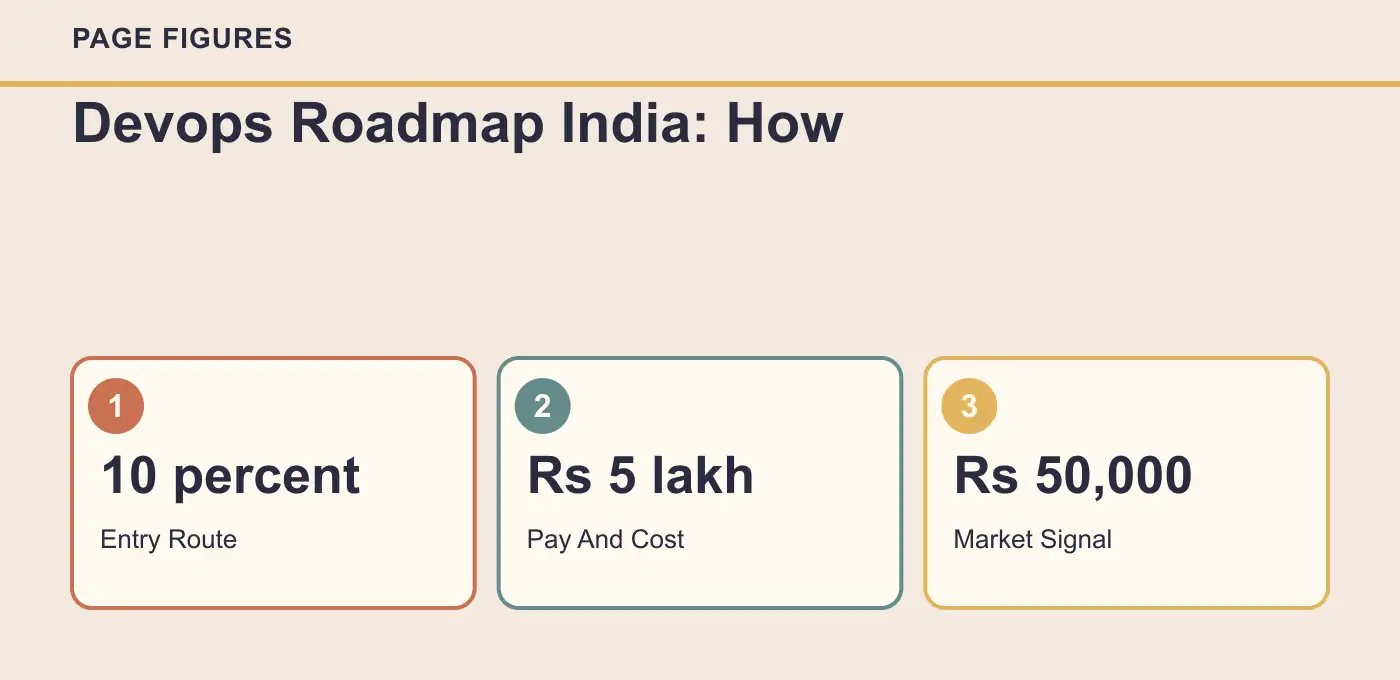 PAGE FIGURES
Devops Roadmap India: How
1
10 percent
Entry Route
2
Rs 5 lakh
Pay And Cost
3
Rs 50,000
Market Signal